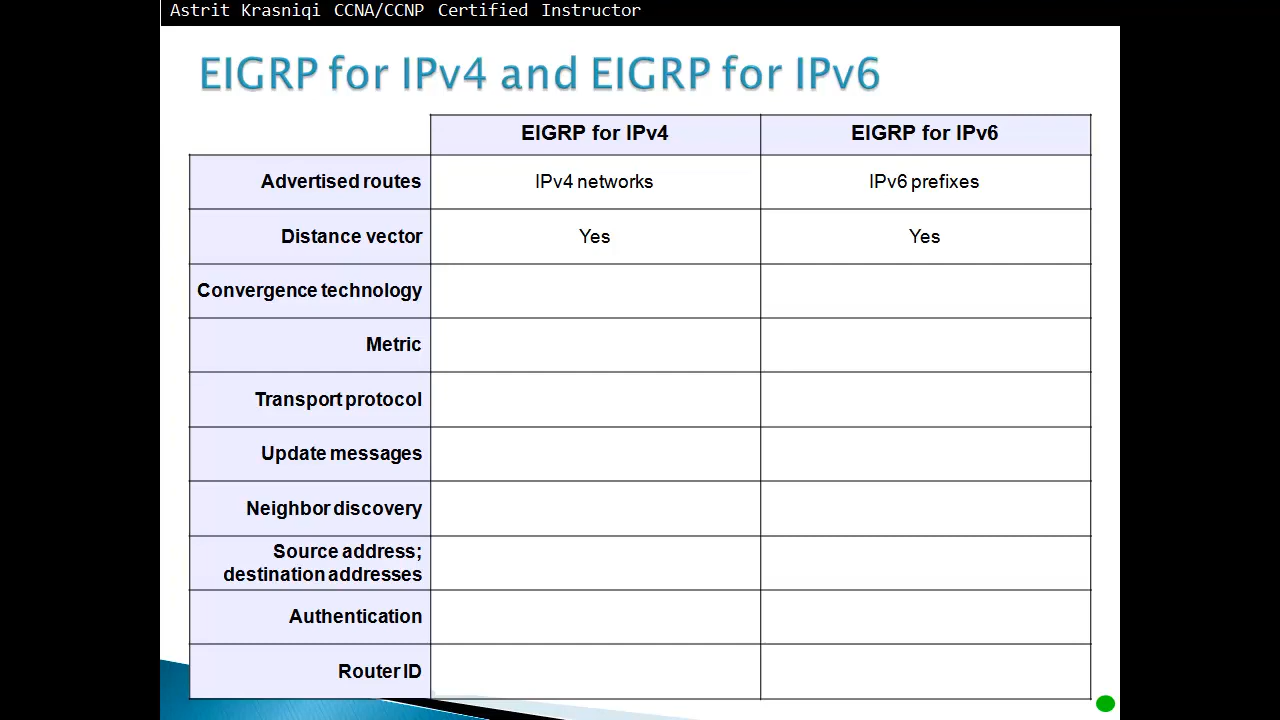 Astrit Krasniqi CCNA/CCNP Certified Instructor
EIGRP for IPv4 and EIGRP for IPv6
EIGRP for IPv4 EIGRP for IPv6
Advertised routes IPv4 networks IPv6 prefixes
Distance vector Yes Yes
Convergence technology
Metric
Transport protocol
Update messages
Neighbor discovery
Source address;
destination addresses
Authentication
Router ID